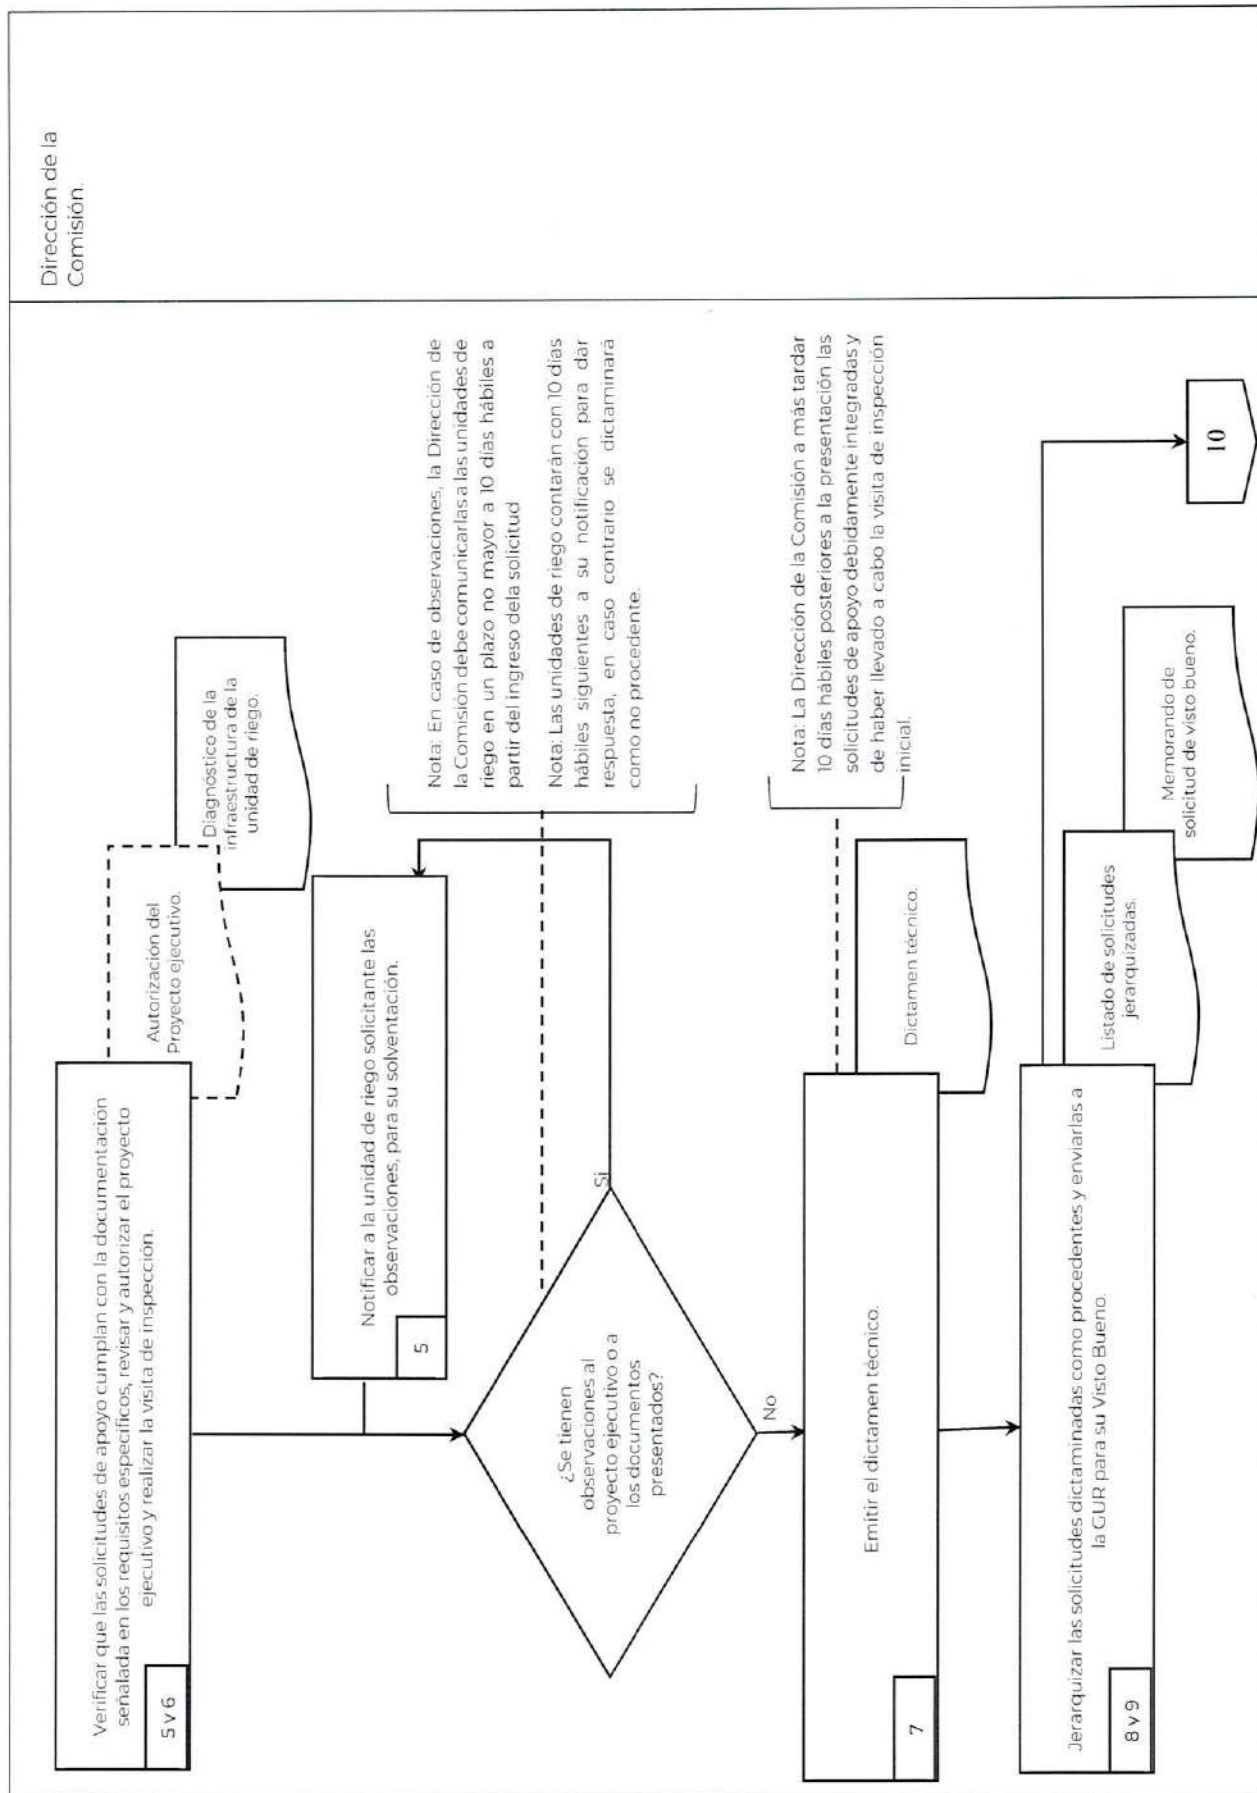 Verificar que las solicitudes de apoyo cumplan con la documentación
señalada en los requisitos específicos, revisar y autorizar el proyecto
ejecutivo y realizar la visita de inspección.
5 y 6
Autorización del
Proyecto ejecutivo.
Diagnóstico de la
infraestructura de la
unidad de riego.
Dirección de la
Comisión.
Notificar a la unidad de riego solicitante las
observaciones, para su solventación.
5
¿Se tienen
observaciones al
proyecto ejecutivo o a
los documentos
presentados?
Si
No
Nota: En caso de observaciones, la Dirección de
la Comisión debe comunicarlas a las unidades de
riego en un plazo no mayor a 10 días hábiles a
partir del ingreso dela solicitud
Nota: Las unidades de riego contarán con 10 días
hábiles siguientes a su notificación para dar
respuesta, en caso contrario se dictaminará
como no procedente.
Emitir el dictamen técnico.
7
Dictamen técnico.
Nota: La Dirección de la Comisión a más tardar
10 días hábiles posteriores a la presentación las
solicitudes de apoyo debidamente integradas y
de haber llevado a cabo la visita de inspección
inicial.
Jerarquizar las solicitudes dictaminadas como procedentes y enviarlas a
la GUR para su Visto Bueno.
8 y 9
Listado de solicitudes
jerarquizadas.
Memorando de
solicitud de visto bueno.
10